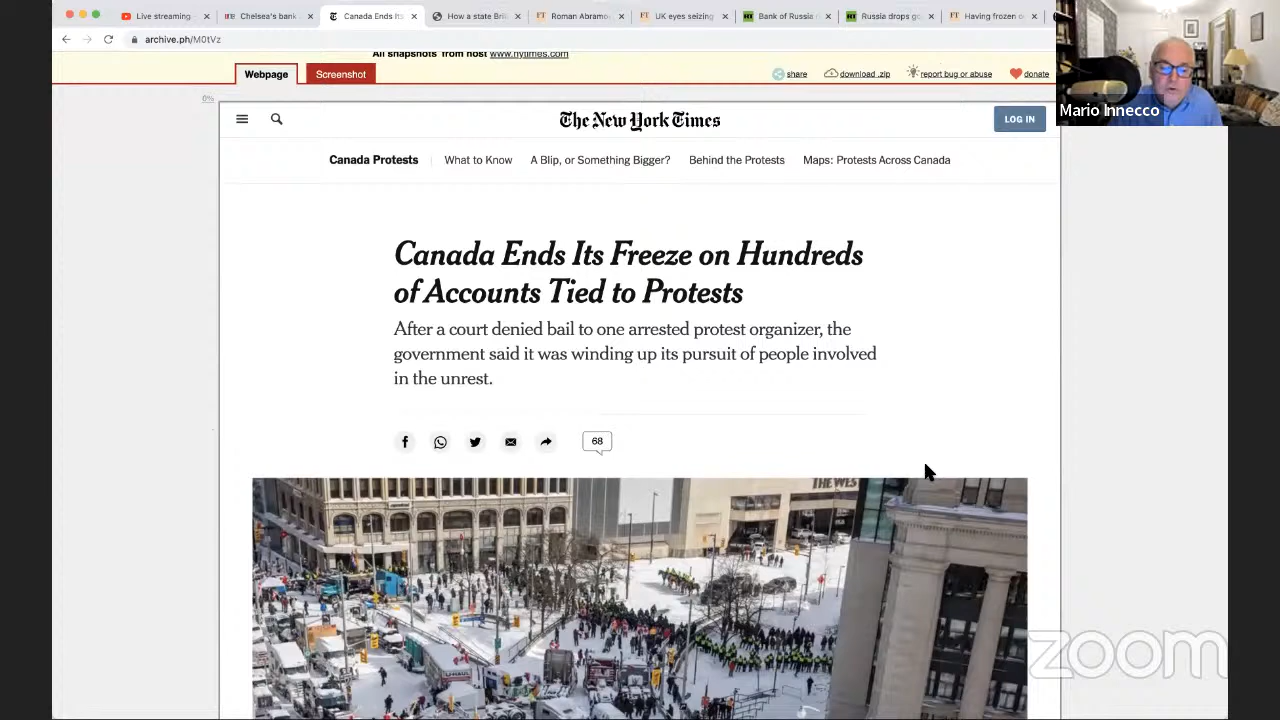 Live streaming
Chelsea's bank
Canada Ends Its
How a state Bri
Roman Abramo
UK eyes seizing
Bank of Russia
Russia drops
Having frozen
archive.ph/M0tVz
All snapshots from host www.nytimes.com
Webpage
Screenshot
share
download .zip
report bug or abuse
donate
Mario Innecco
0%
The New York Times
LOG IN
Canada Protests
What to Know
A Blip, or Something Bigger?
Behind the Protests
Maps: Protests Across Canada
Canada Ends Its Freeze on Hundreds
of Accounts Tied to Protests
After a court denied bail to one arrested protest organizer, the
government said it was winding up its pursuit of people involved
in the unrest.
68
THE WES
U-HAUL
zoom